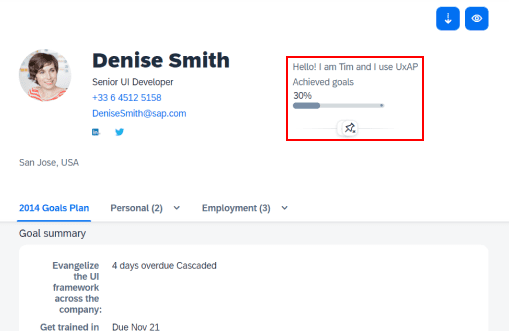 Denise Smith
Senior UI Developer
+33 6 4512 5158
DeniseSmith@sap.com
San Jose, USA
Hello! I am Tim and I use UxAP
Achieved goals
30%
2014 Goals Plan
Personal (2)
Employment (3)
Goal summary
Evangelize the UI framework across the company:
4 days overdue Cascaded
Get trained in
Due Nov 21